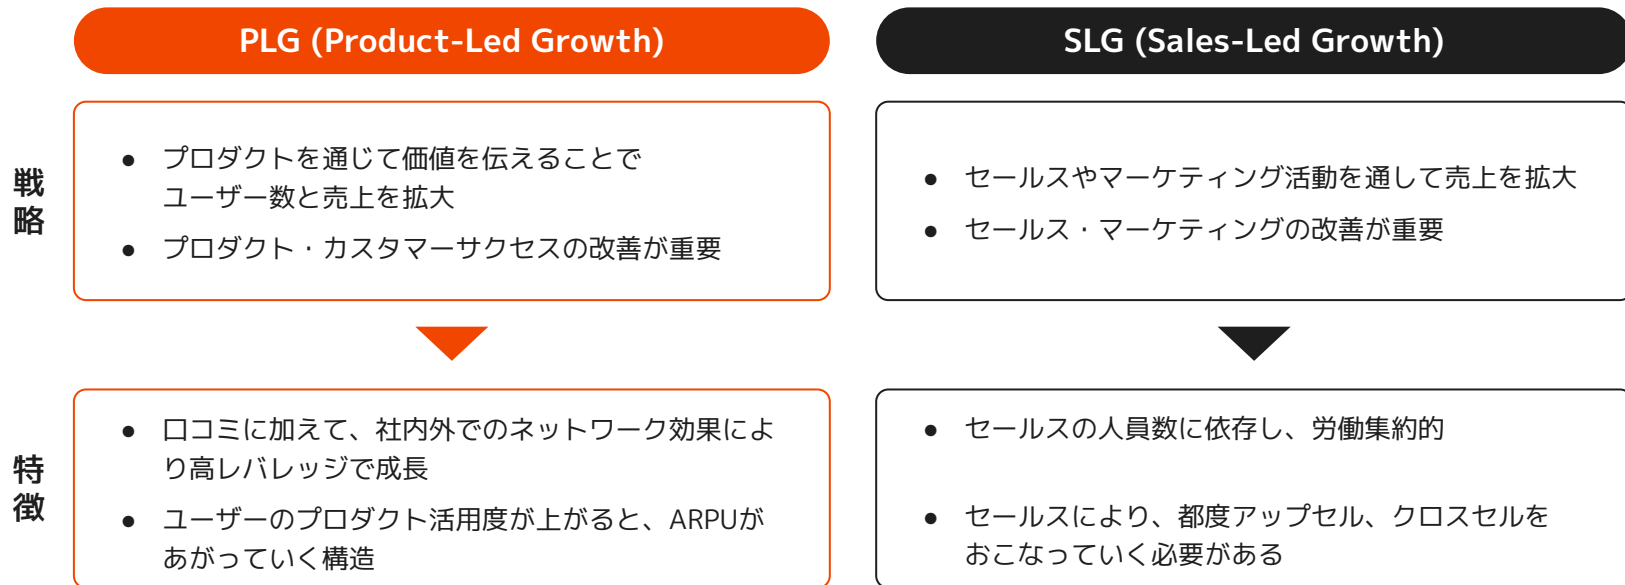 PLG (Product-Led Growth)
SLG (Sales-Led Growth)
戦略
● プロダクトを通じて価値を伝えることで
ユーザー数と売上を拡大
● プロダクト・カスタマーサクセスの改善が重要
● セールスやマーケティング活動を通して売上を拡大
● セールス・マーケティングの改善が重要
特徴
● 口コミに加えて、社内外でのネットワーク効果によ
り高レバレッジで成長
● ユーザーのプロダクト活用度が上がると、ARPUが
あがっていく構造
● セールスの人員数に依存し、労働集約的
● セールスにより、都度アップセル、クロスセルを
おこなっていく必要がある